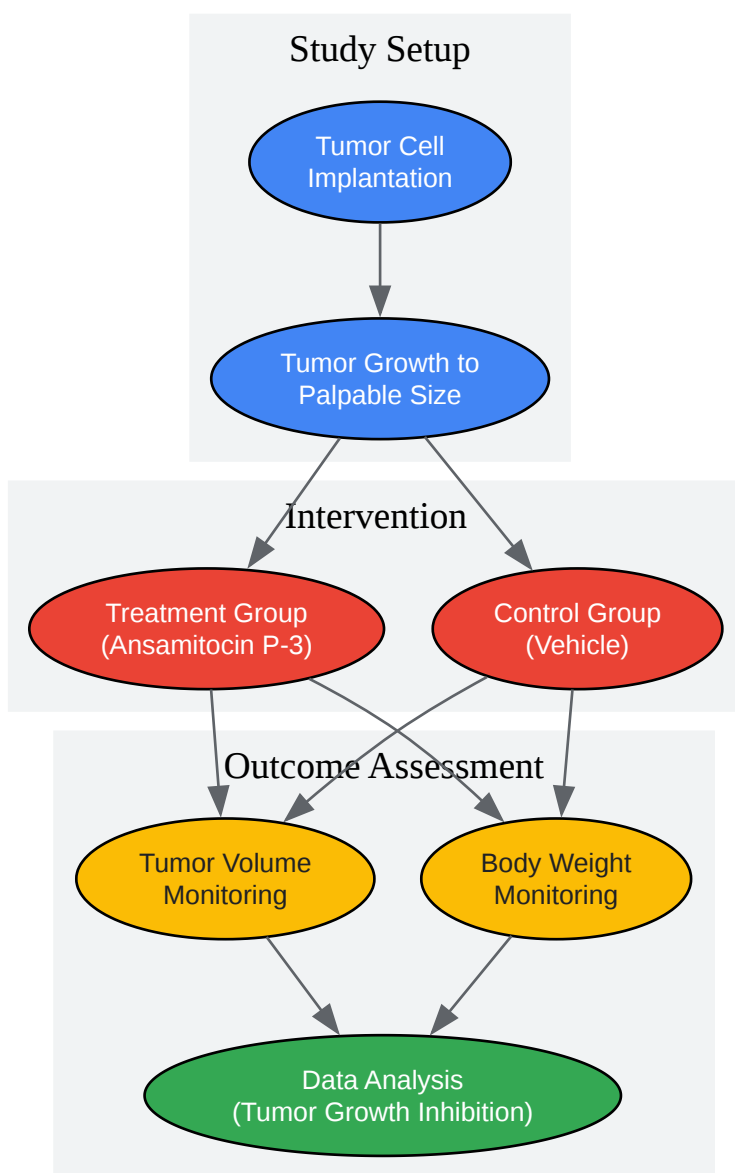 Study Setup
Tumor Cell
Implantation
Tumor Growth to
Palpable Size
Intervention
Treatment Group
(Ansamitocin P-3)
Control Group
(Vehicle)
Outcome Assessment
Tumor Volume
Monitoring
Body Weight
Monitoring
Data Analysis
(Tumor Growth Inhibition)